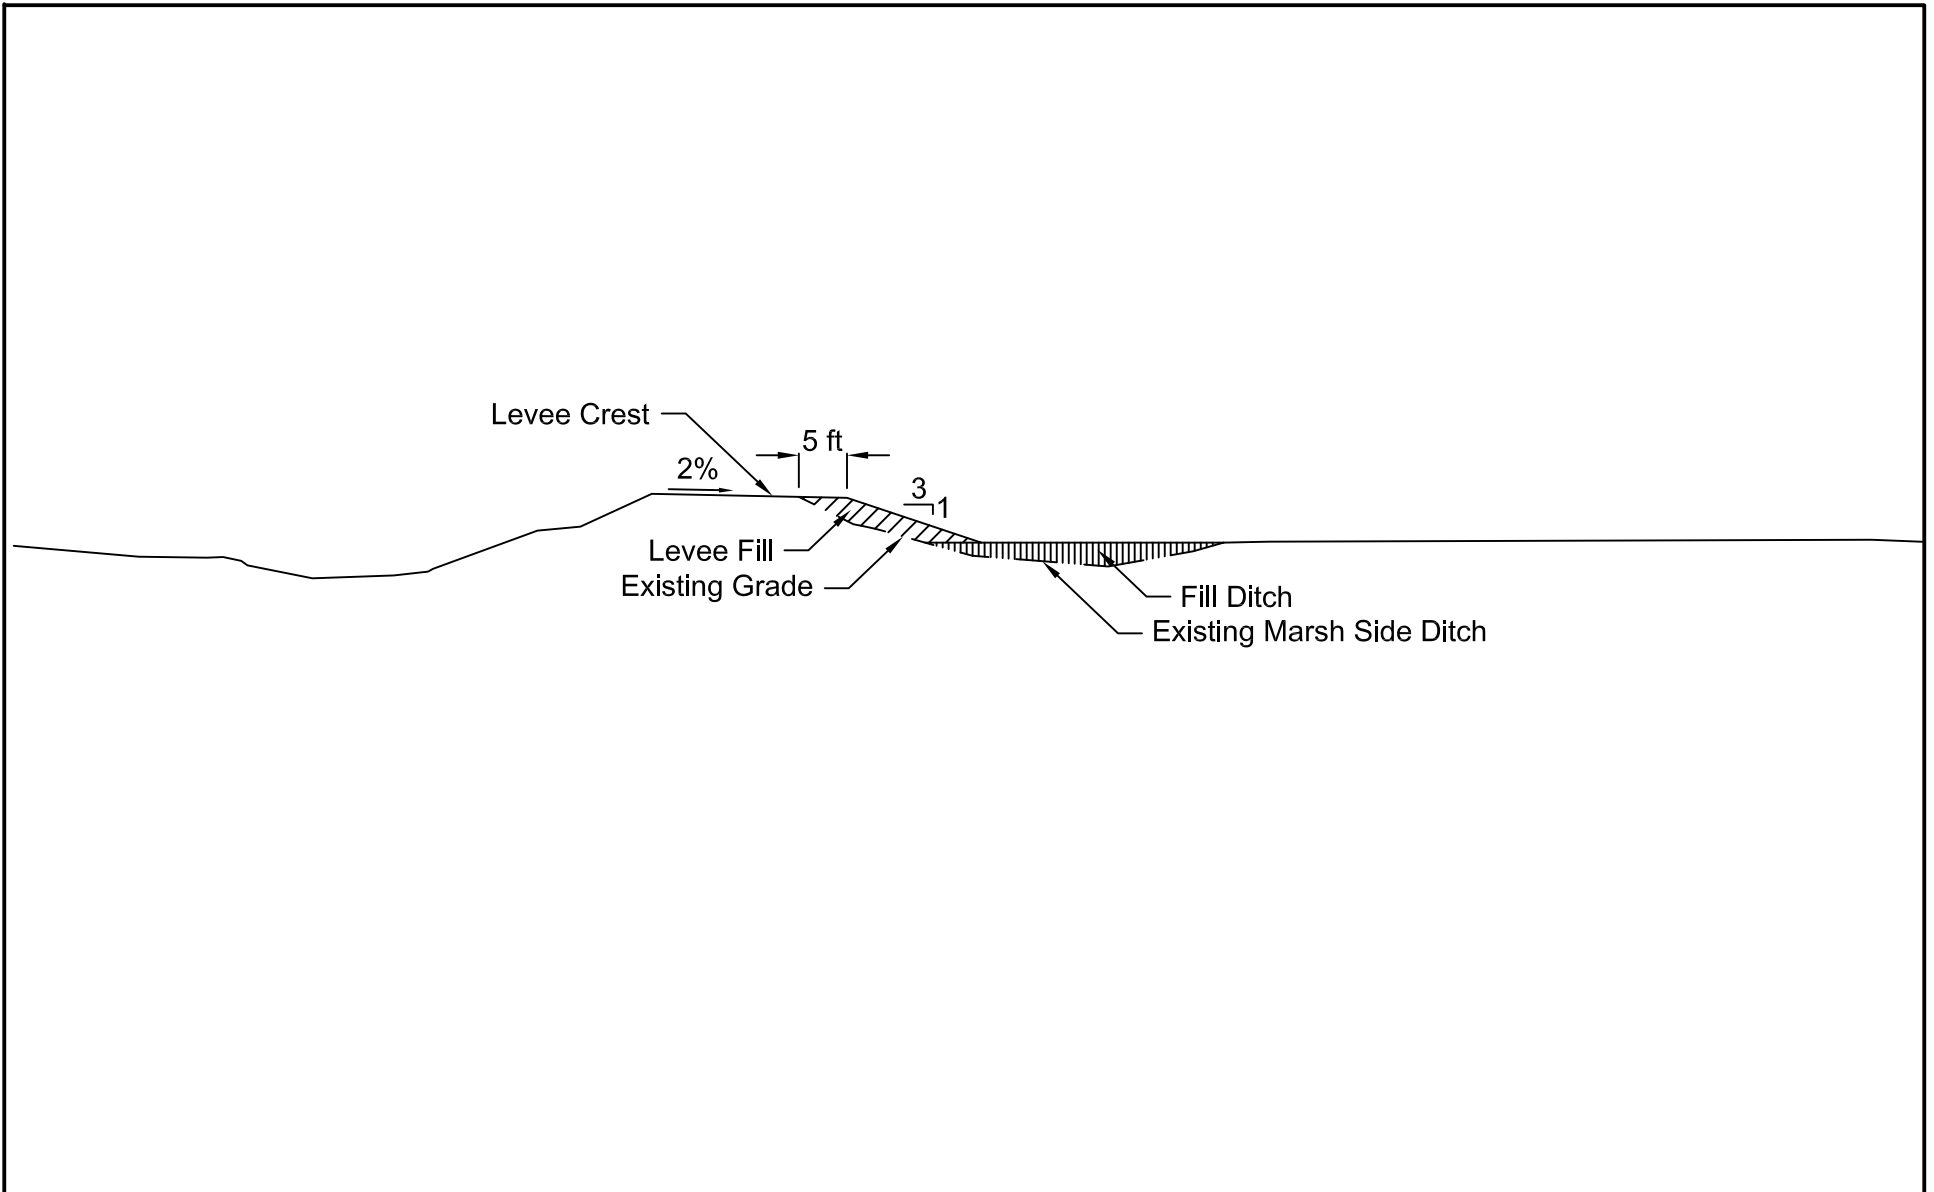 Levee Crest
5 ft
2%
3
1
Levee Fill
Existing Grade
Fill Ditch
Existing Marsh Side Ditch